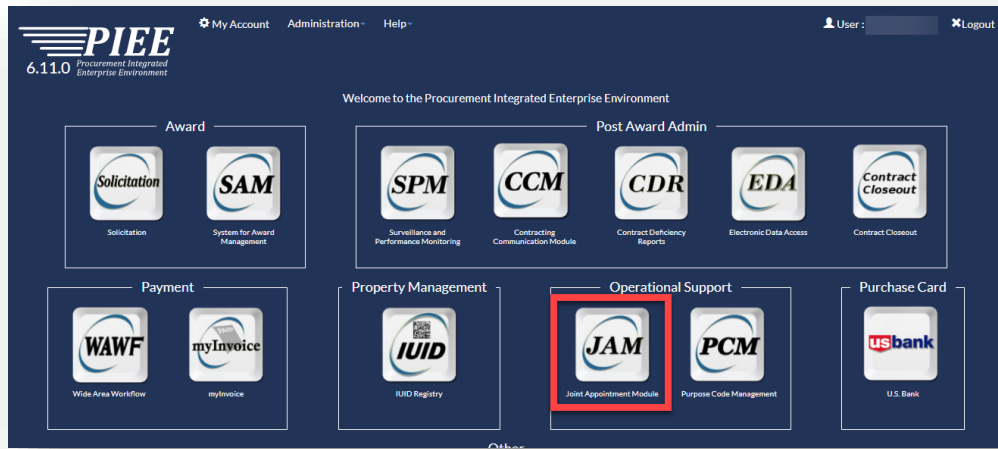 My Account Administration Help User : Logout
PIEE
6.11.0 Procurement Integrated
Enterprise Environment
Welcome to the Procurement Integrated Enterprise Environment
Award
Solicitation
Solicitation
SAM
System for Award
Management
Post Award Admin
SPM
Surveillance and
Performance Monitoring
CCM
Contracting
Communication Module
CDR
Contract Deficiency
Reports
EDA
Electronic Data Access
Contract
Closeout
Contract Closeout
Payment
WAWF
Wide Area Workflow
myInvoice
myInvoice
Property Management
IUID
IUID Registry
Operational Support
JAM
Joint Appointment Module
PCM
Purpose Code Management
Purchase Card
usbank
U.S. Bank
Other